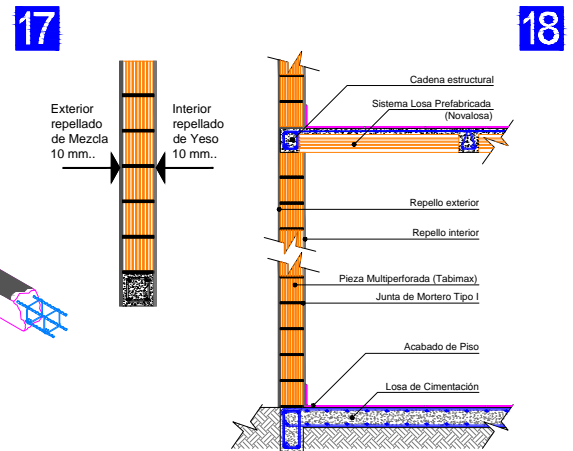 17
18
Exterior
repellado
de Mezcla
10 mm..
Interior
repellado
de Yeso
10 mm..
Cadena estructural
Sistema Losa Prefabricada
(Novalosa)
Repello exterior
Repello interior
Pieza Multiperforada (Tabimax)
Junta de Mortero Tipo I
Acabado de Piso
Losa de Cimentación